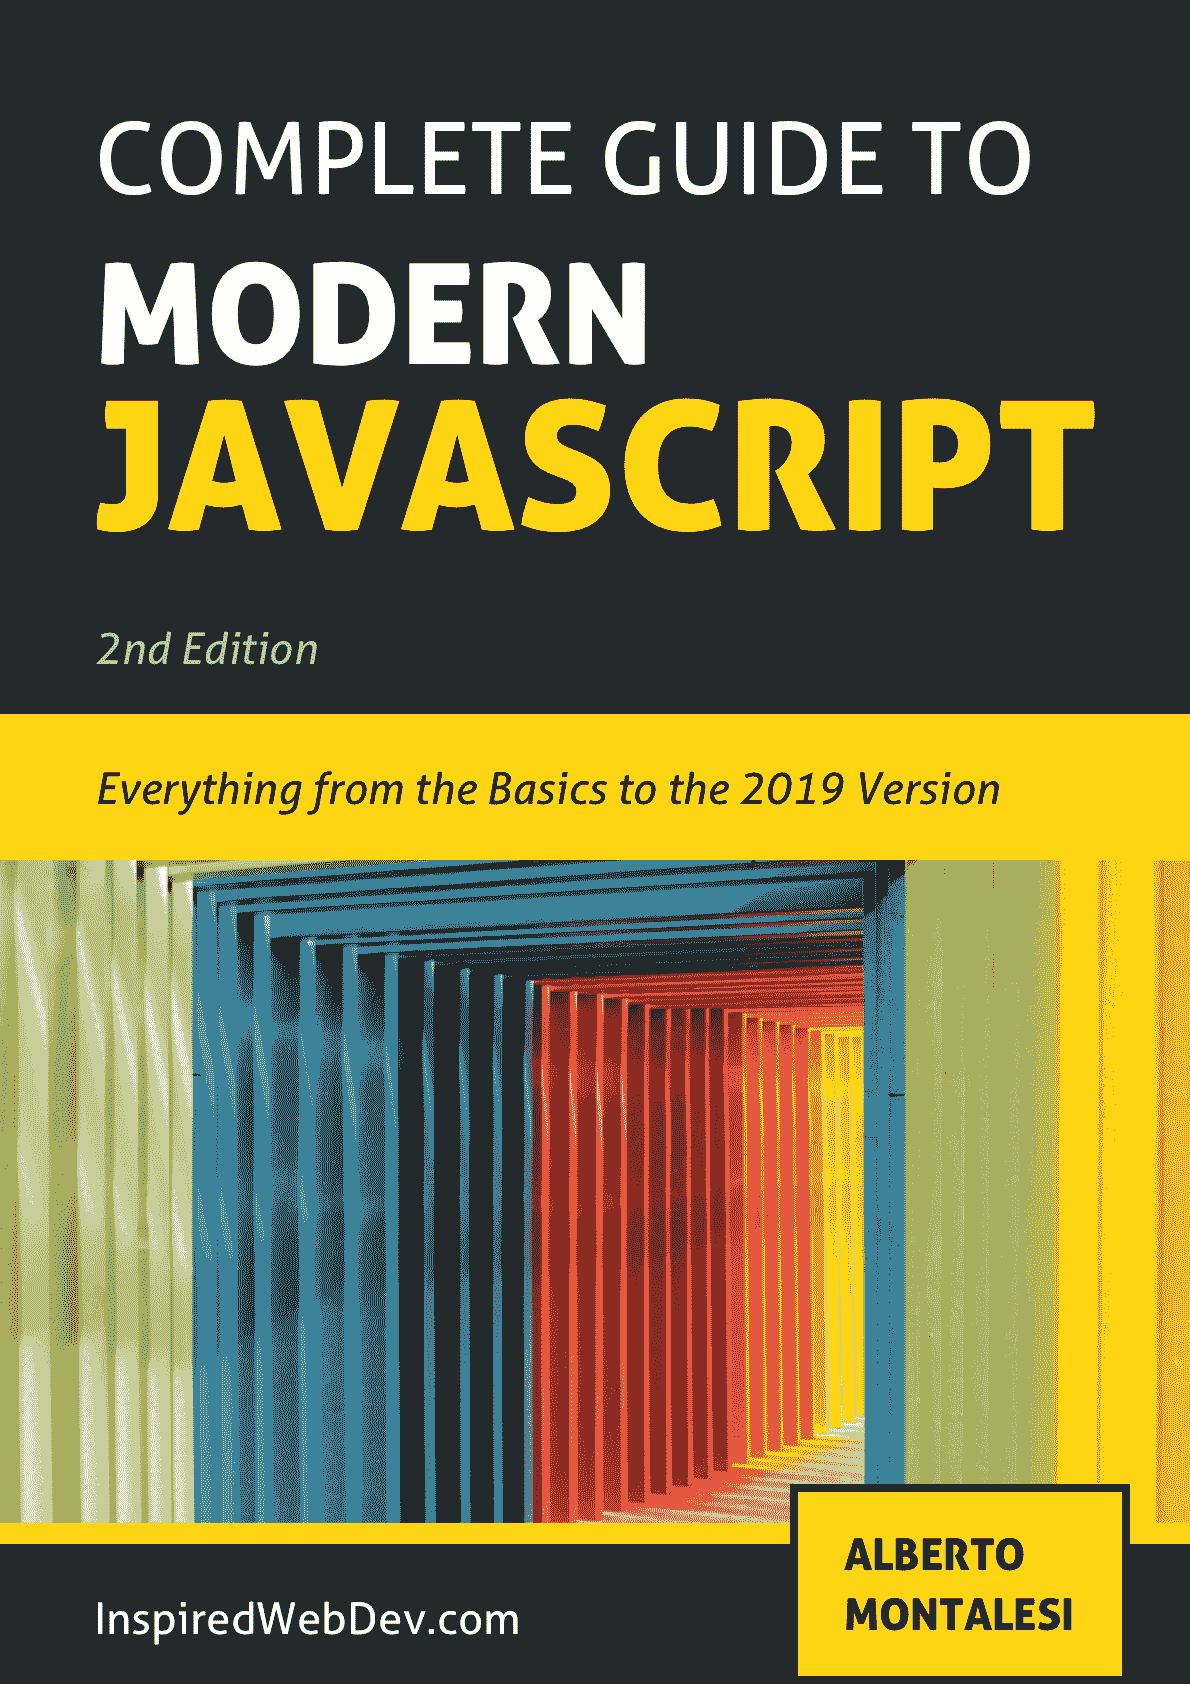 COMPLETE GUIDE TO
MODERN
JAVASCRIPT
2nd Edition
Everything from the Basics to the 2019 Version
ALBERTO
MONTALESI
InspiredWebDev.com